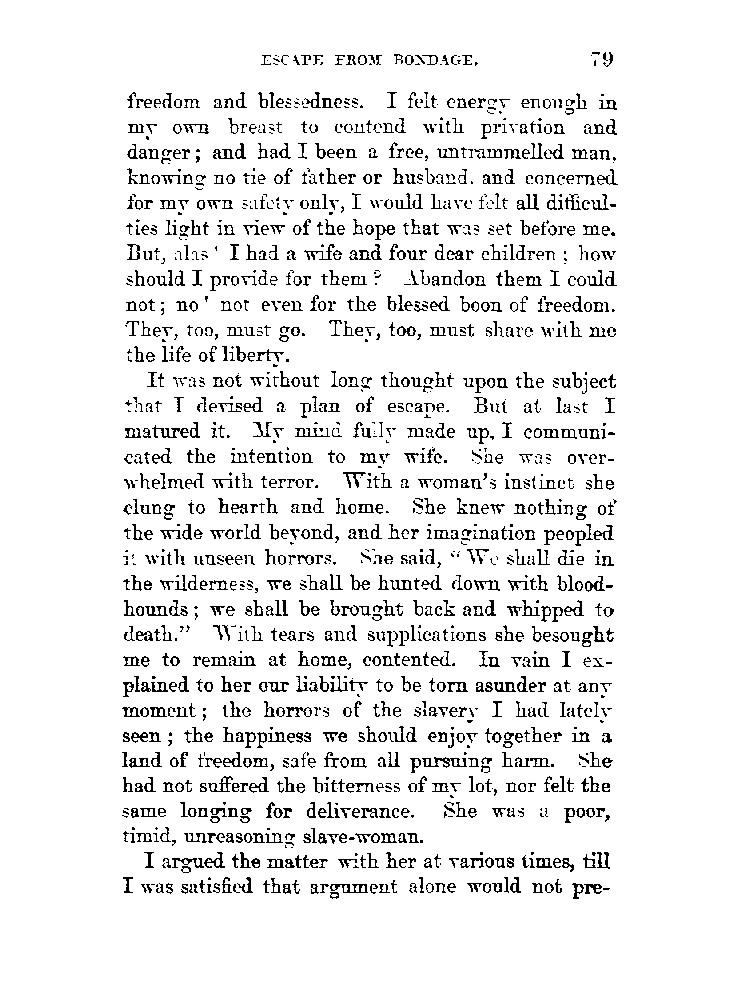 ESCAPE FROM BONDAGE. 79
freedom and blessedness. I felt energy enough in
my own breast to contend with privation and
danger; and had I been a free, untrammelled man,
knowing no tie of father or husband, and concerned
for my own safety only, I would have felt all difficul-
ties light in view of the hope that was set before me.
But, alas! I had a wife and four dear children; how
should I provide for them? Abandon them I could
not; no! not even for the blessed boon of freedom.
They, too, must go. They, too, must share with me
the life of liberty.
It was not without long thought upon the subject
that I devised a plan of escape. But at last I
matured it. My mind fully made up, I communi-
cated the intention to my wife. She was over-
whelmed with terror. With a woman's instinct she
clung to hearth and home. She knew nothing of
the wide world beyond, and her imagination peopled
it with unseen horrors. She said, "We shall die in
the wilderness, we shall be hunted down with blood-
hounds; we shall be brought back and whipped to
death." With tears and supplications she besought
me to remain at home, contented. In vain I ex-
plained to her our liability to be torn asunder at any
moment; the horrors of the slavery I had lately
seen; the happiness we should enjoy together in a
land of freedom, safe from all pursuing harm. She
had not suffered the bitterness of my lot, nor felt the
same longing for deliverance. She was a poor,
timid, unreasoning slave-woman.
I argued the matter with her at various times, till
I was satisfied that argument alone would not pre-